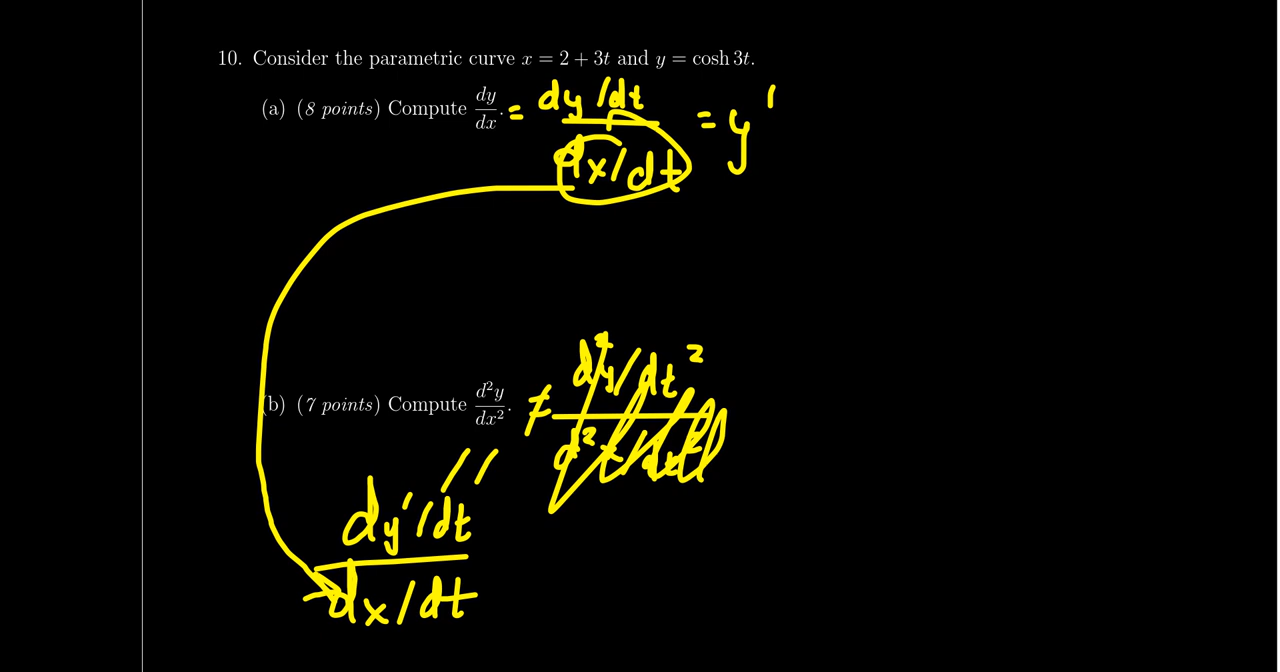 10. Consider the parametric curve x = 2 + 3t and y = cosh 3t.
(a) (8 points) Compute dy/dx. = (dy/dt)/(dx/dt) = y'
(b) (7 points) Compute d²y/dx². ≠
(dy'/dt)/(dx/dt)